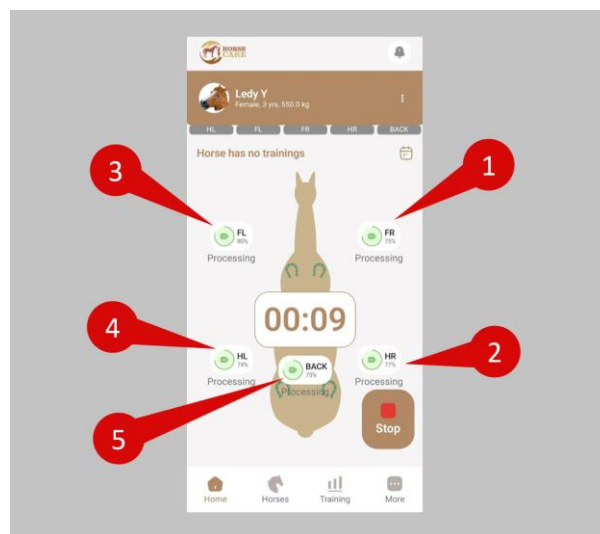 HORSE
CARE
Ledy Y
Female, 3 yrs, 550.0 kg
HL FL FR HR BACK
Horse has no trainings
3
1
FL
80%
Processing
FR
75%
Processing
00:09
4
2
HL
74%
Processing
BACK
73%
Processing
HR
77%
Processing
5
Stop
Home Horses Training More